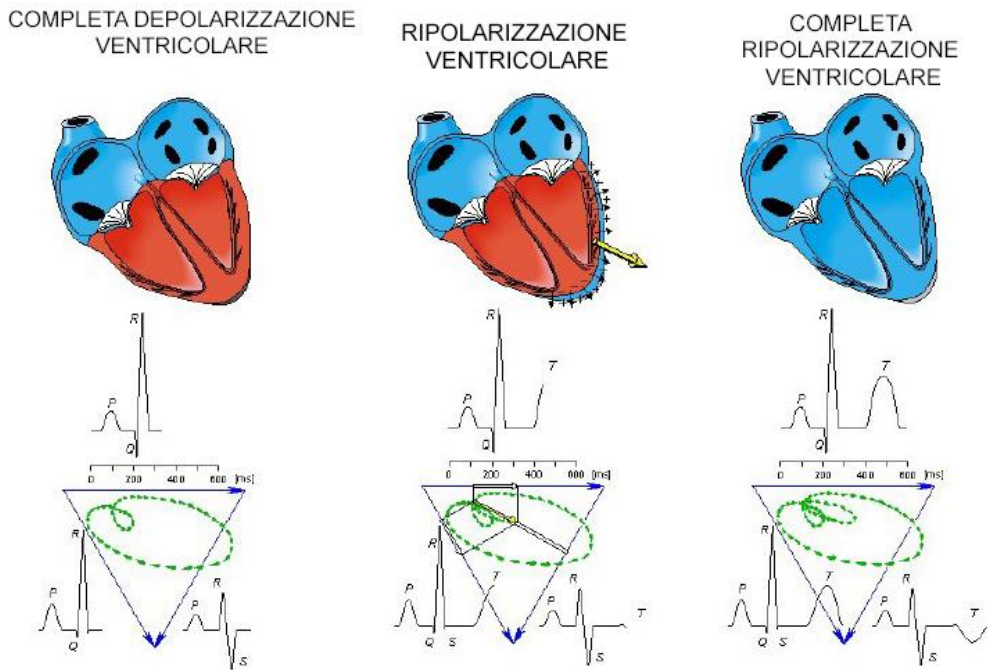 COMPLETA DEPOLARIZZAZIONE
VENTRICOLARE
RIPOLARIZZAZIONE
VENTRICOLARE
COMPLETA
RIPOLARIZZAZIONE
VENTRICOLARE
R
P
Q
0 200 400 600 [ms]
R
P
Q
P
R
S
R
T
P
Q
0 200 400 600 [ms]
R
P
Q
S
T
P
R
S
T
R
T
P
Q
0 200 400 600 [ms]
R
P
Q
S
T
P
R
S
T